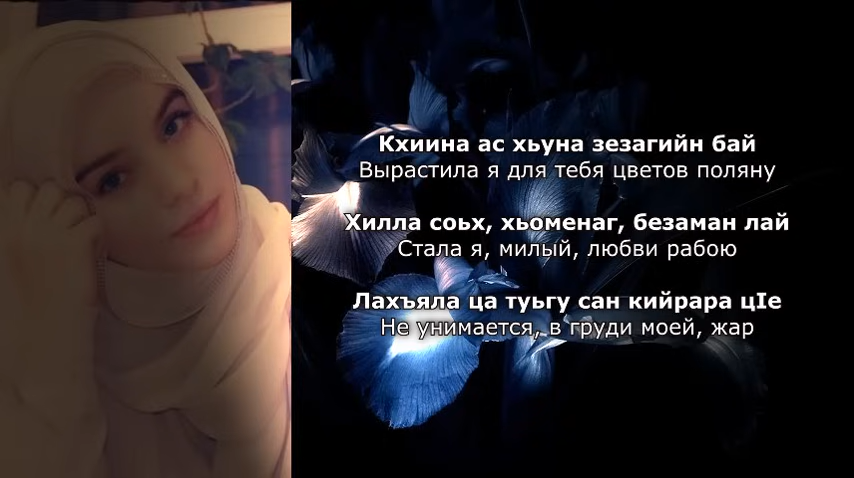 Кхиина ас хьуна зезагийн бай
Вырастила я для тебя цветов поляну
Хилла соьх, хьоменаг, безаман лай
Стала я, милый, любви рабою
Лахъяла ца туьгу сан кийрара цIе
Не унимается, в груди моей, жар